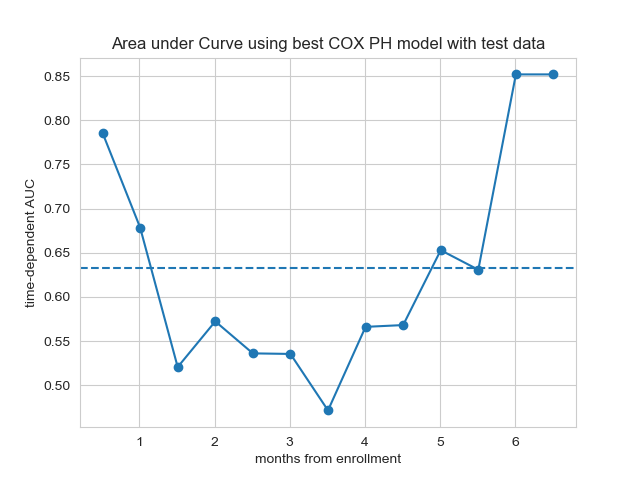 Area under Curve using best COX PH model with test data
0.85
0.80
0.75
0.70
0.65
0.60
0.55
0.50
time-dependent AUC
1 2 3 4 5 6
months from enrollment